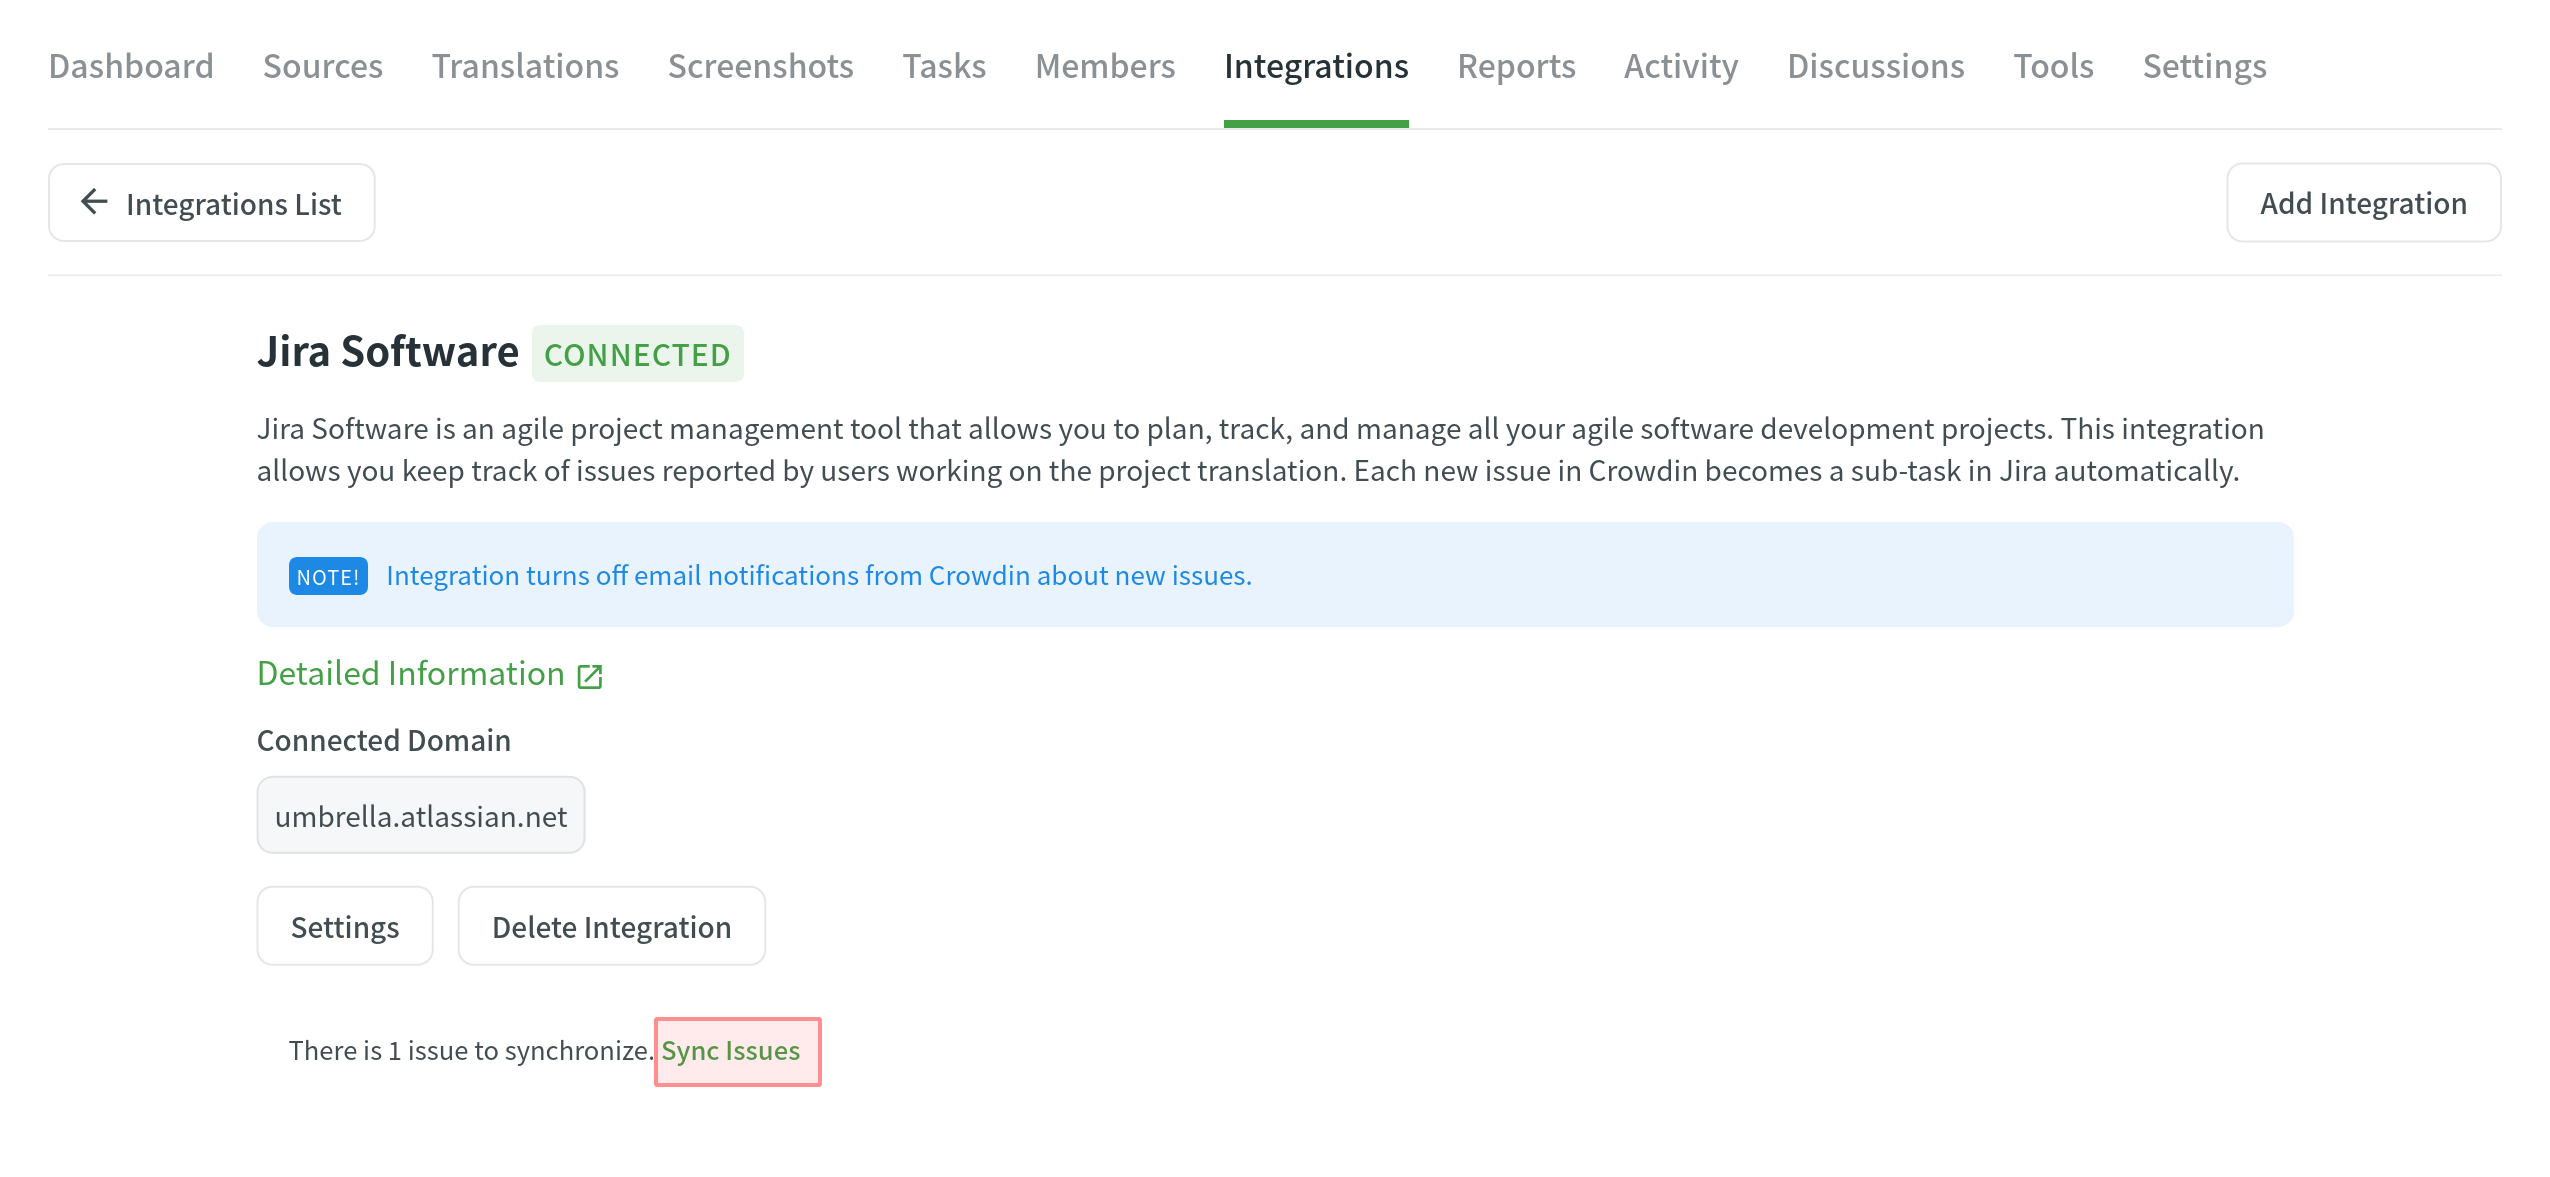 Dashboard Sources Translations Screenshots Tasks Members Integrations Reports Activity Discussions Tools Settings
Integrations List Add Integration
Jira Software CONNECTED
Jira Software is an agile project management tool that allows you to plan, track, and manage all your agile software development projects. This integration
allows you keep track of issues reported by users working on the project translation. Each new issue in Crowdin becomes a sub-task in Jira automatically.
NOTE! Integration turns off email notifications from Crowdin about new issues.
Detailed Information
Connected Domain
umbrella.atlassian.net
Settings Delete Integration
There is 1 issue to synchronize. Sync Issues